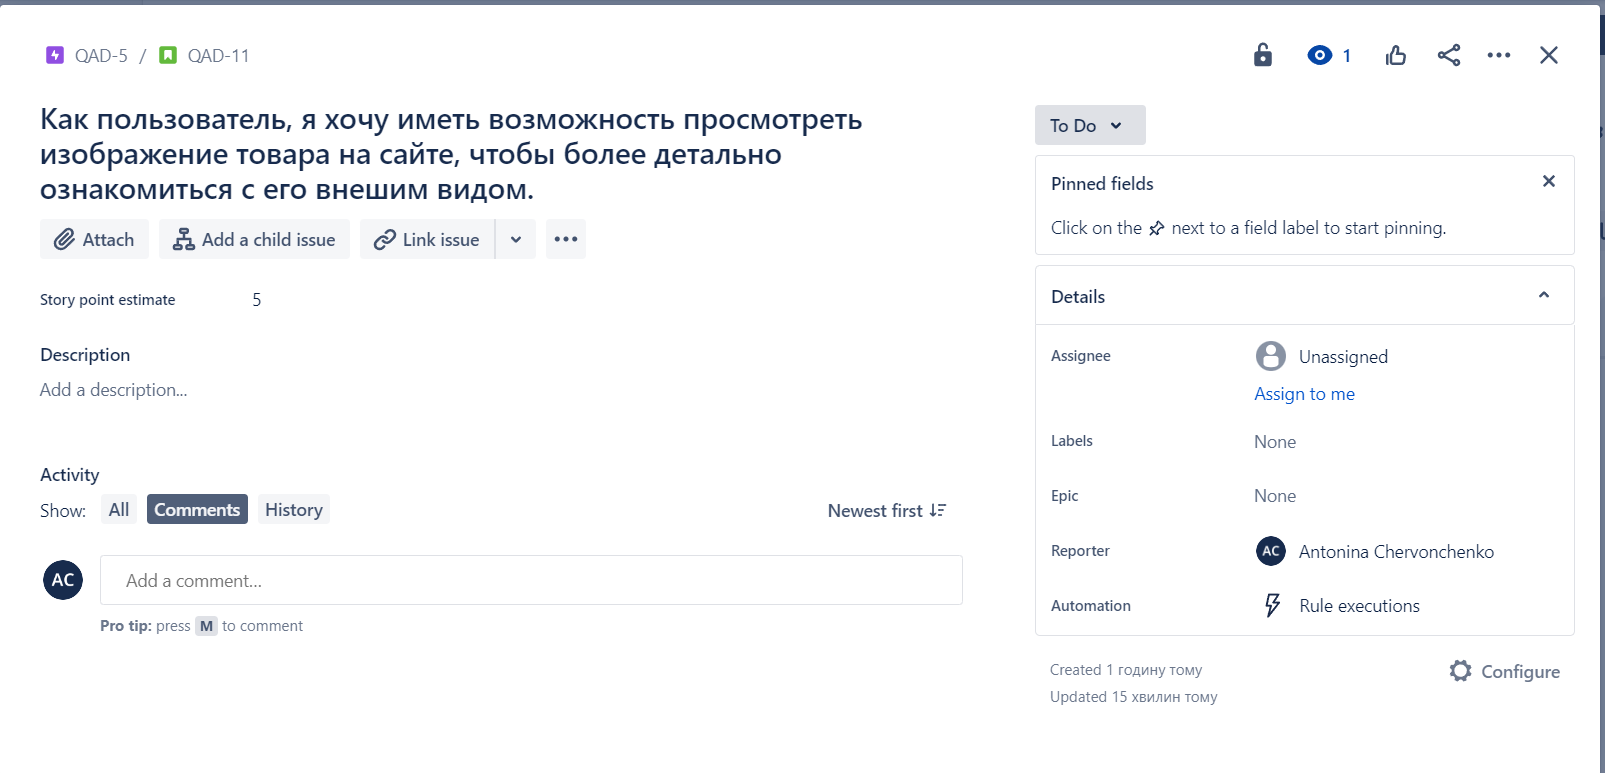 QAD-5 / QAD-11
1
Как пользователь, я хочу иметь возможность просмотреть
изображение товара на сайте, чтобы более детально
ознакомиться с его внешим видом.
Attach
Add a child issue
Link issue
Story point estimate 5
Description
Add a description...
Activity
Show: All Comments History
Newest first
AC
Add a comment...
Pro tip: press M to comment
To Do
Pinned fields
Click on the next to a field label to start pinning.
Details
Assignee Unassigned
Assign to me
Labels None
Epic None
Reporter AC Antonina Chervonchenko
Automation Rule executions
Created 1 годину тому
Configure
Updated 15 хвилин тому